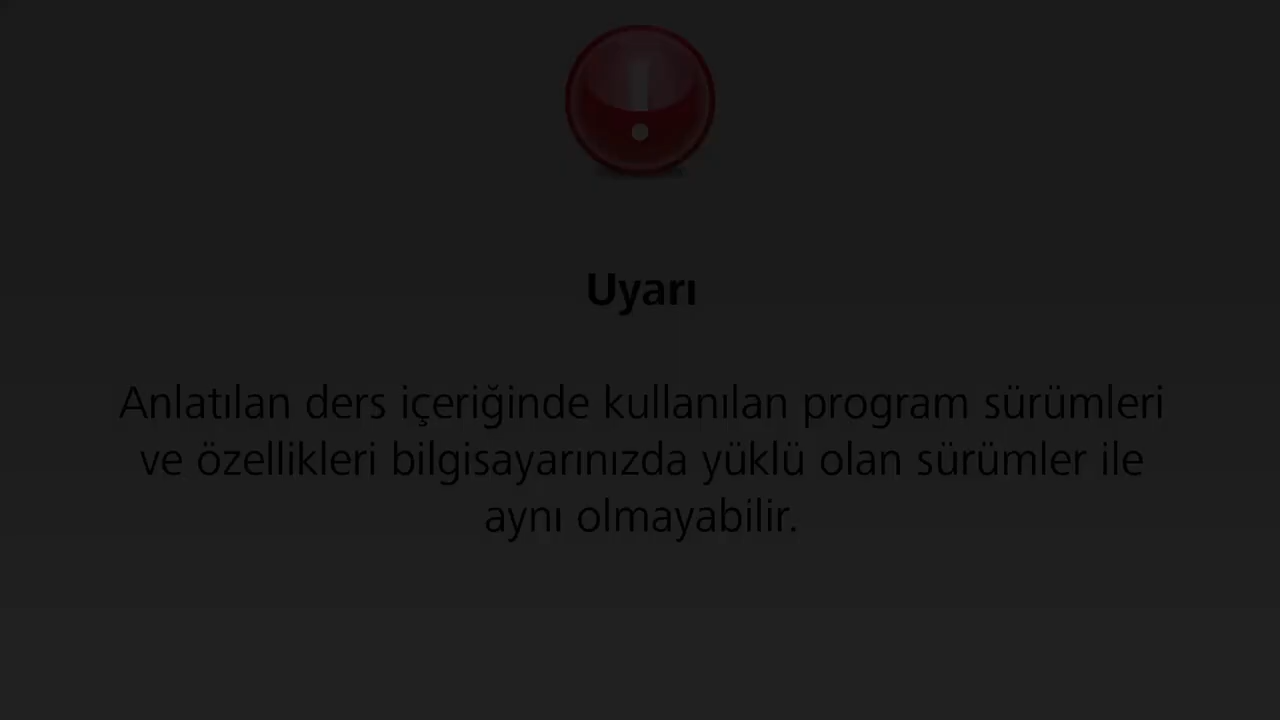 Uyarı
Anlatılan ders içeriğinde kullanılan program sürümleri
ve özellikleri bilgisayarınızda yüklü olan sürümler ile
aynı olmayabilir.